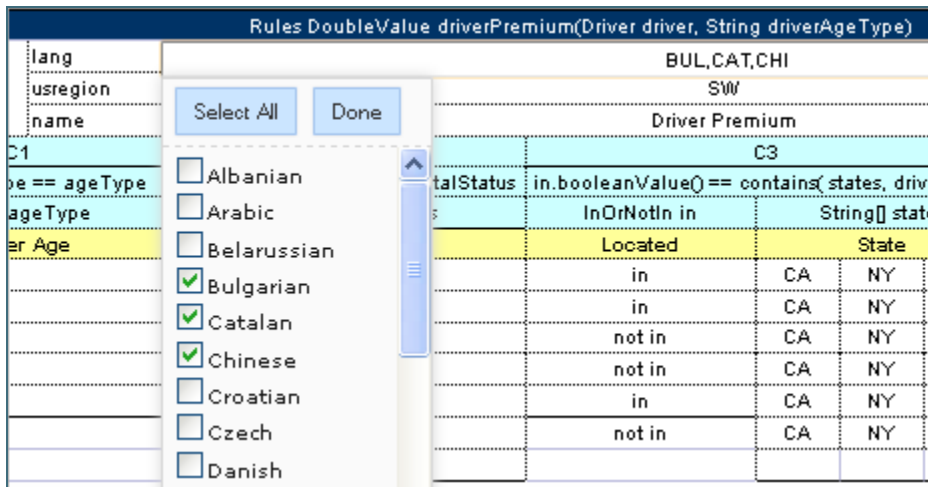 Rules DoubleValue driverPremium(Driver driver, String driverAgeType)
lang BUL,CAT,CHI
usregion SW
name Driver Premium
Select All Done
C1 C3
pe == ageType talStatus in.booleanValue() == contains( states, driv
ageType s InOrNotIn in String[] stat
er Age Located State
Albanian
Arabic
Belarussian
Bulgarian
Catalan
Chinese
Croatian
Czech
Danish
in CA NY
in CA NY
not in CA NY
not in CA NY
in CA NY
not in CA NY